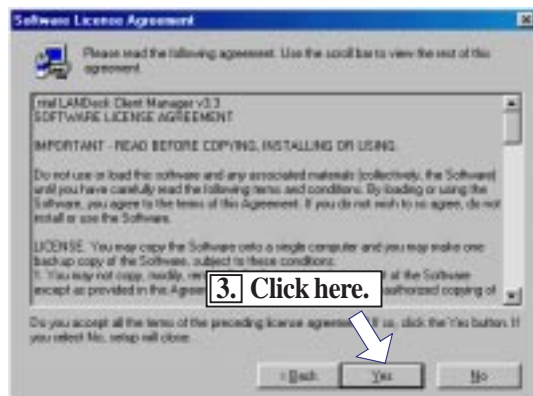 Software License Agreement
Please read the following agreement. Use the scroll bar to view the rest of this
agreement.
Intel LANDesk Client Manager v3.3
SOFTWARE LICENSE AGREEMENT
IMPORTANT - READ BEFORE COPYING, INSTALLING OR USING.
Do not use or load this software and any associated materials (collectively, the Software)
until you have carefully read the following terms and conditions. By loading or using the
Software, you agree to the terms of this Agreement. If you do not wish to so agree, do not
install or use the Software.
LICENSE. You may copy the Software onto a single computer and you may make one
backup copy of the Software, subject to these conditions:
1. You may not copy, modify, of the Software
except as provided in the authorized copying of
3. Click here.
Do you accept all the terms of the preceding license so, click the Yes button. If
you select No, setup will close.
< Back
Yes
No